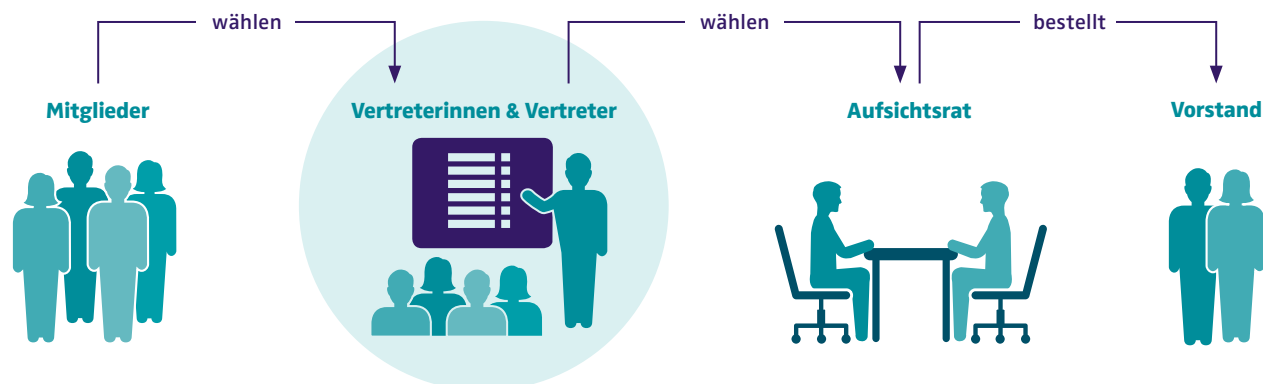 wählen
wählen
bestellt
Mitglieder
Vertreterinnen & Vertreter
Aufsichtsrat
Vorstand